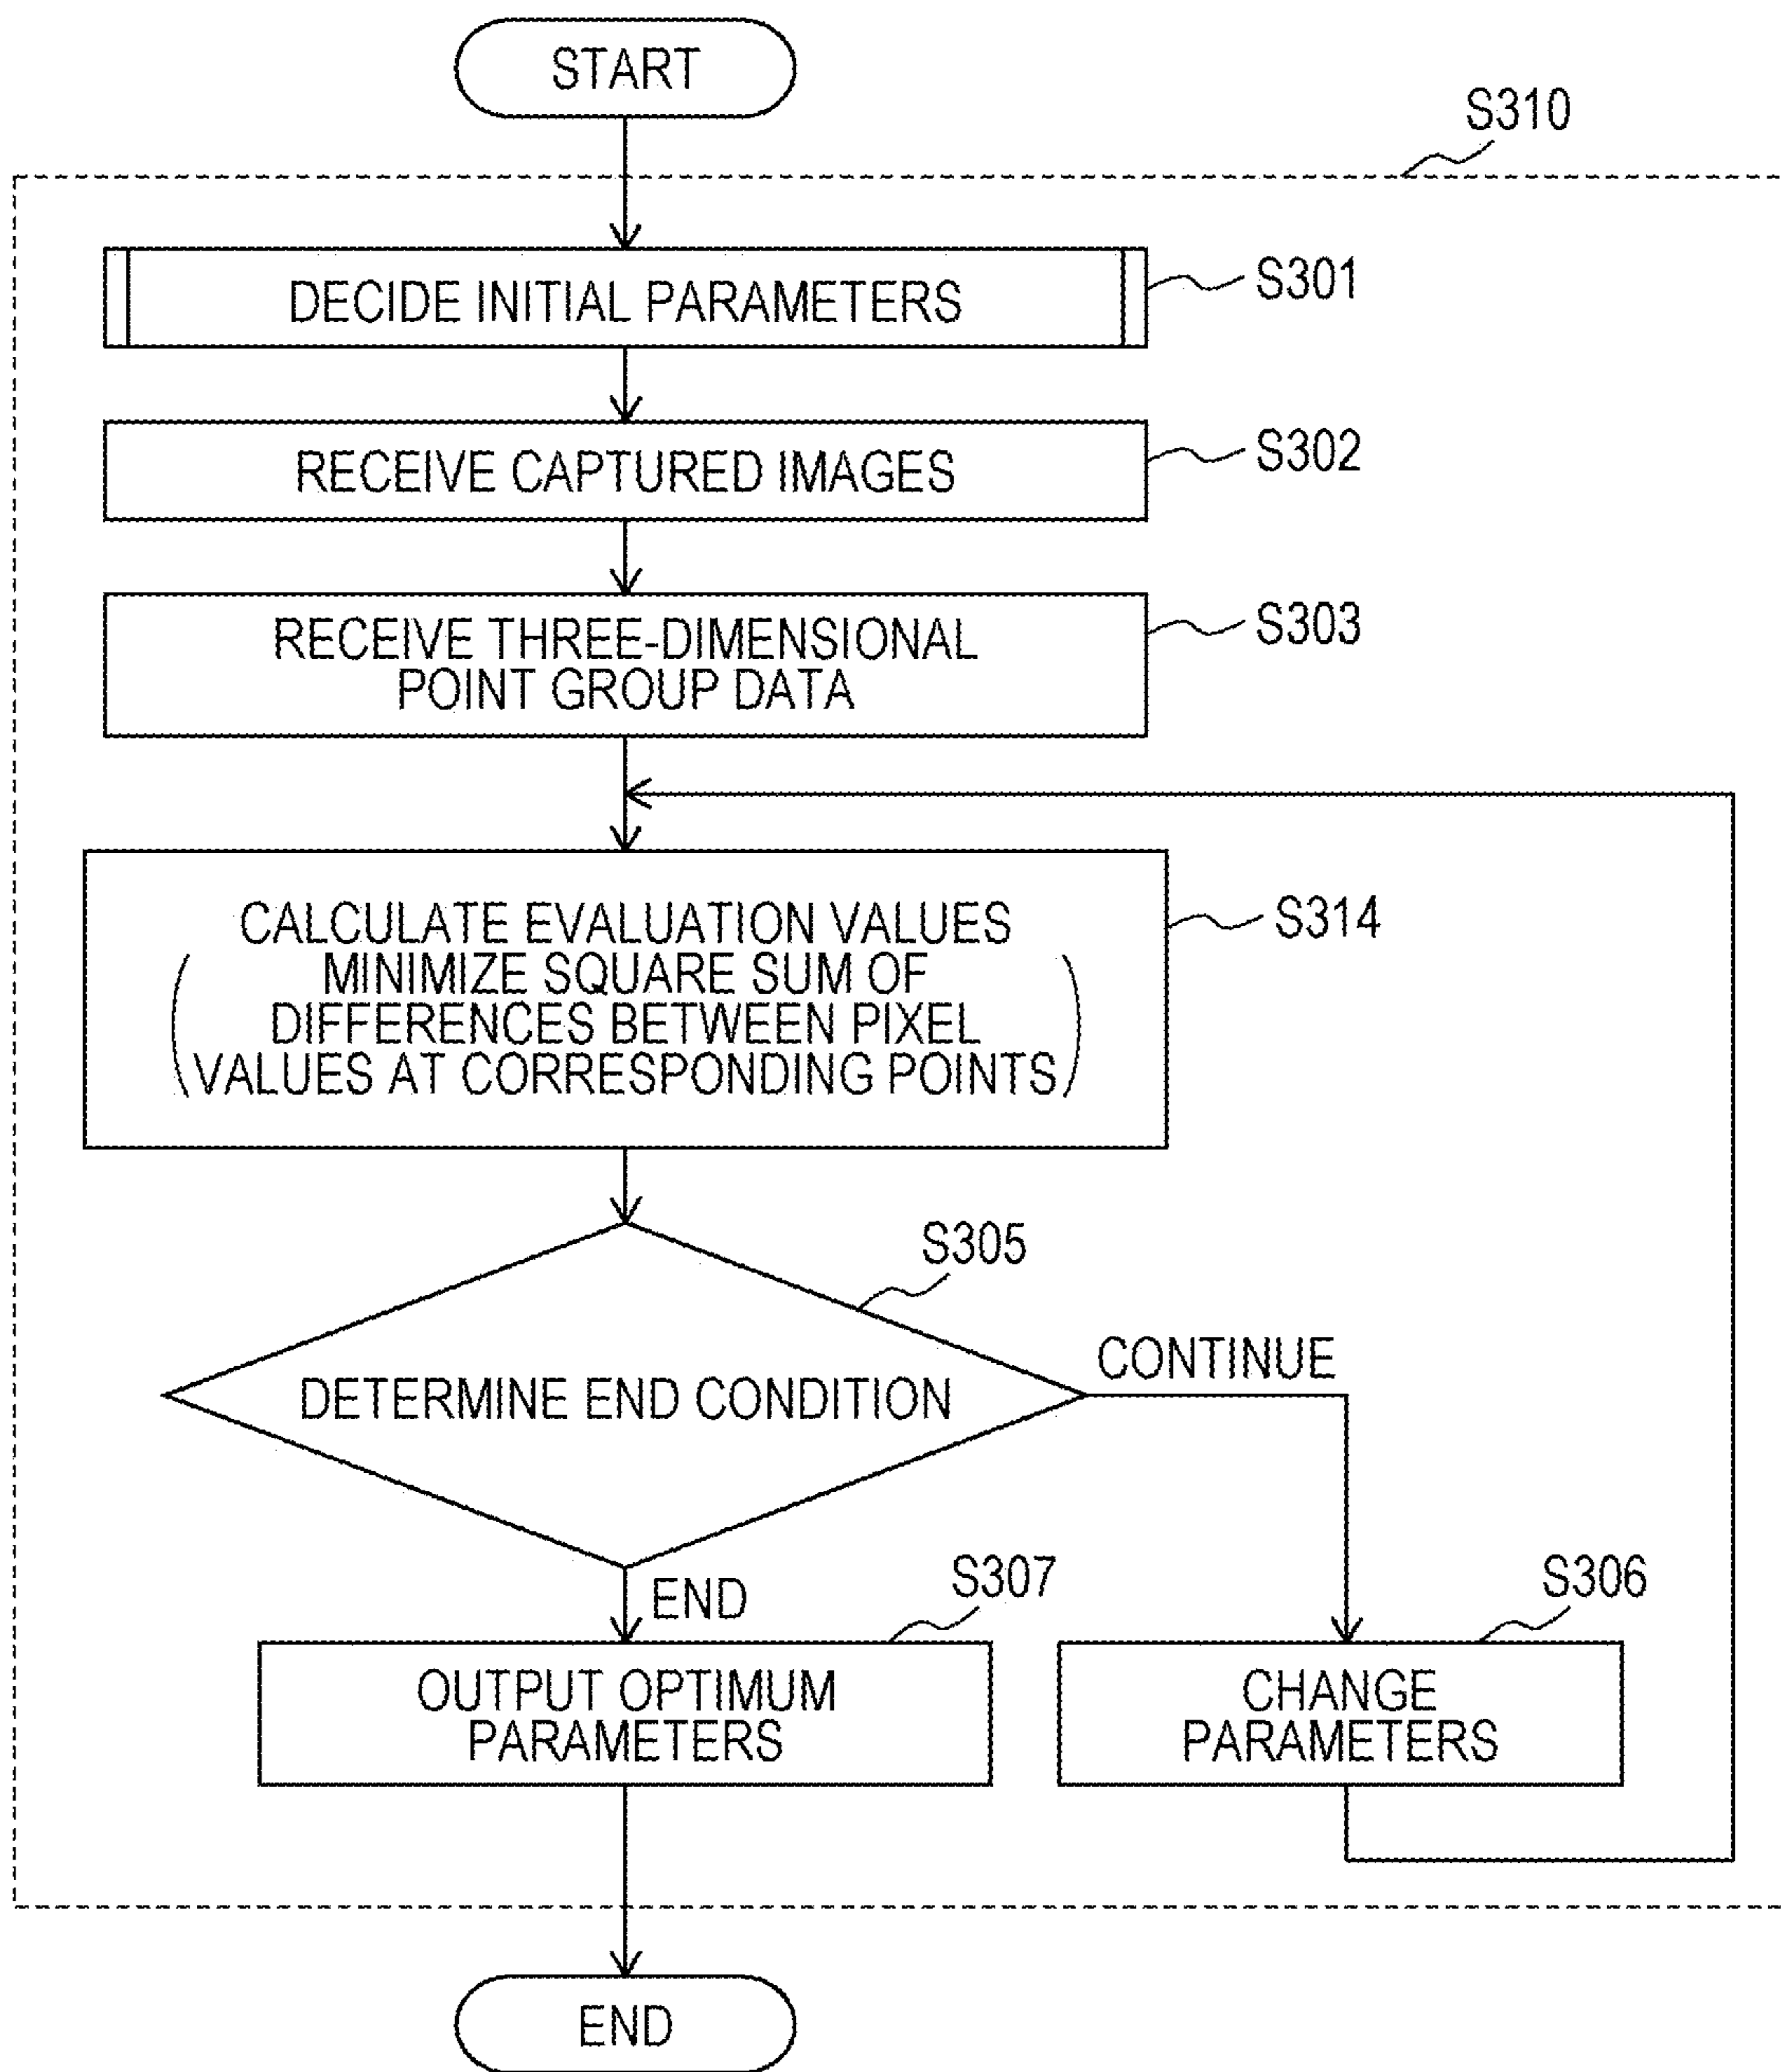 START
S310
DECIDE INITIAL PARAMETERS
S301
RECEIVE CAPTURED IMAGES
S302
RECEIVE THREE-DIMENSIONAL
POINT GROUP DATA
S303
CALCULATE EVALUATION VALUES
MINIMIZE SQUARE SUM OF
DIFFERENCES BETWEEN PIXEL
VALUES AT CORRESPONDING POINTS
S314
S305
DETERMINE END CONDITION
CONTINUE
END
S307
S306
OUTPUT OPTIMUM
PARAMETERS
CHANGE
PARAMETERS
END